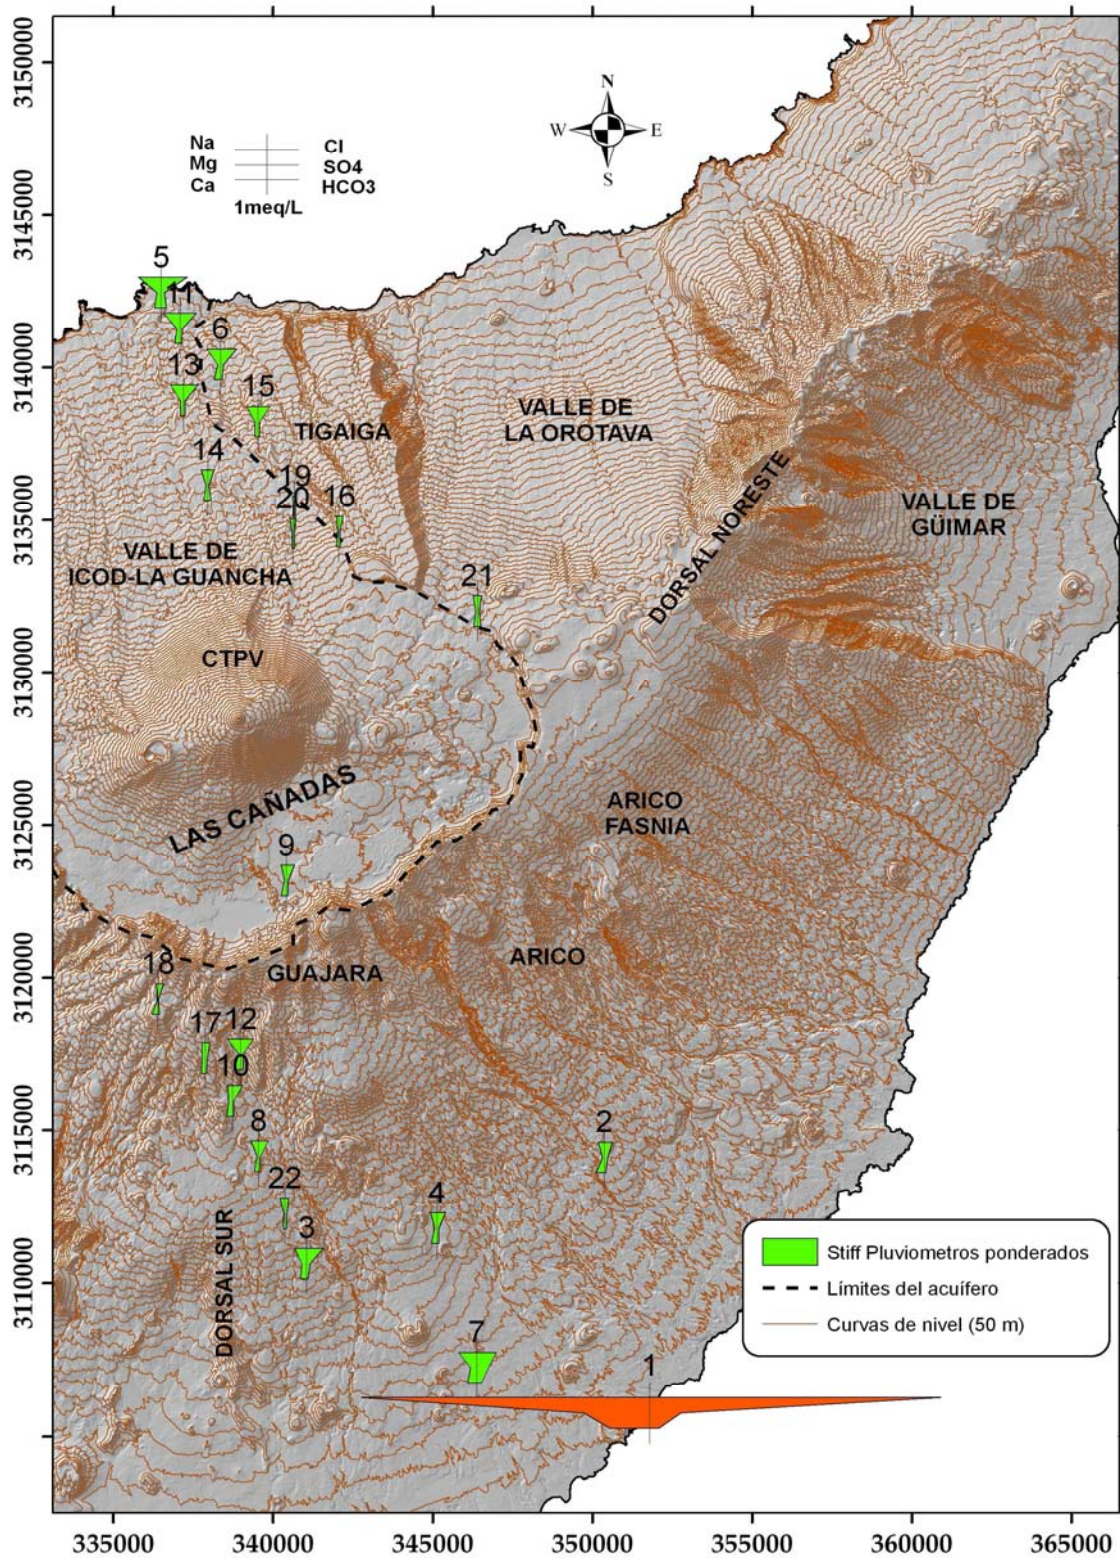 N
W
E
S
Na
Cl
Mg
SO4
Ca
HCO3
1meq/L
3150000
3145000
3140000
3135000
3130000
3125000
3120000
3115000
3110000
5
11
6
13
15
14
19
20
16
21
9
18
17
12
10
8
22
3
4
2
7
1
TIGAIGA
VALLE DE
LA OROTAVA
VALLE DE
ICOD-LA GUANCHA
CTPV
LAS CAÑADAS
DORSAL NORESTE
VALLE DE
GÜIMAR
ARICO
FASNIA
ARICO
GUAJARA
DORSAL SUR
Stiff Pluviometros ponderados
Límites del acuífero
Curvas de nivel (50 m)
335000
340000
345000
350000
355000
360000
365000